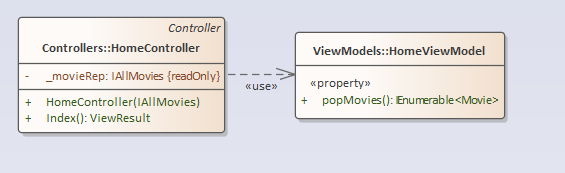 Controller
Controllers::HomeController
- _movieRep: IAllMovies {readOnly}
+ HomeController(IAllMovies)
+ Index(): ViewResult
«use»
ViewModels::HomeViewModel
«property»
+ popMovies(): IEnumerable<Movie>